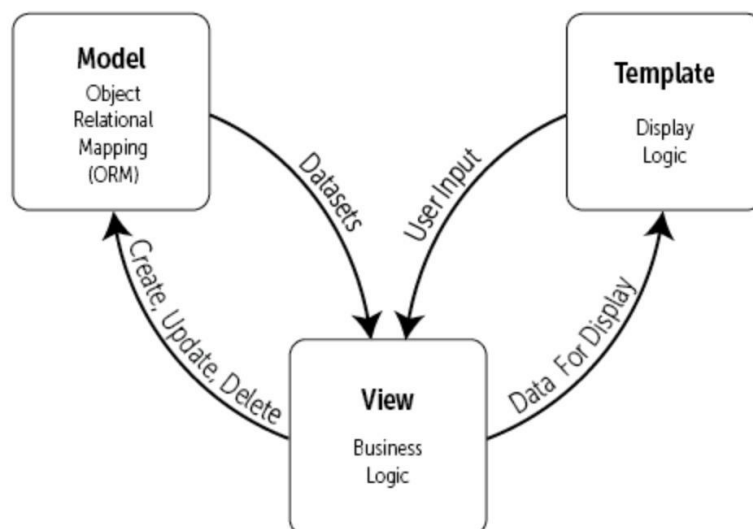 Model
Object
Relational
Mapping
(ORM)
Template
Display
Logic
Datasets
User Input
Create, Update, Delete
Data For Display
View
Business
Logic